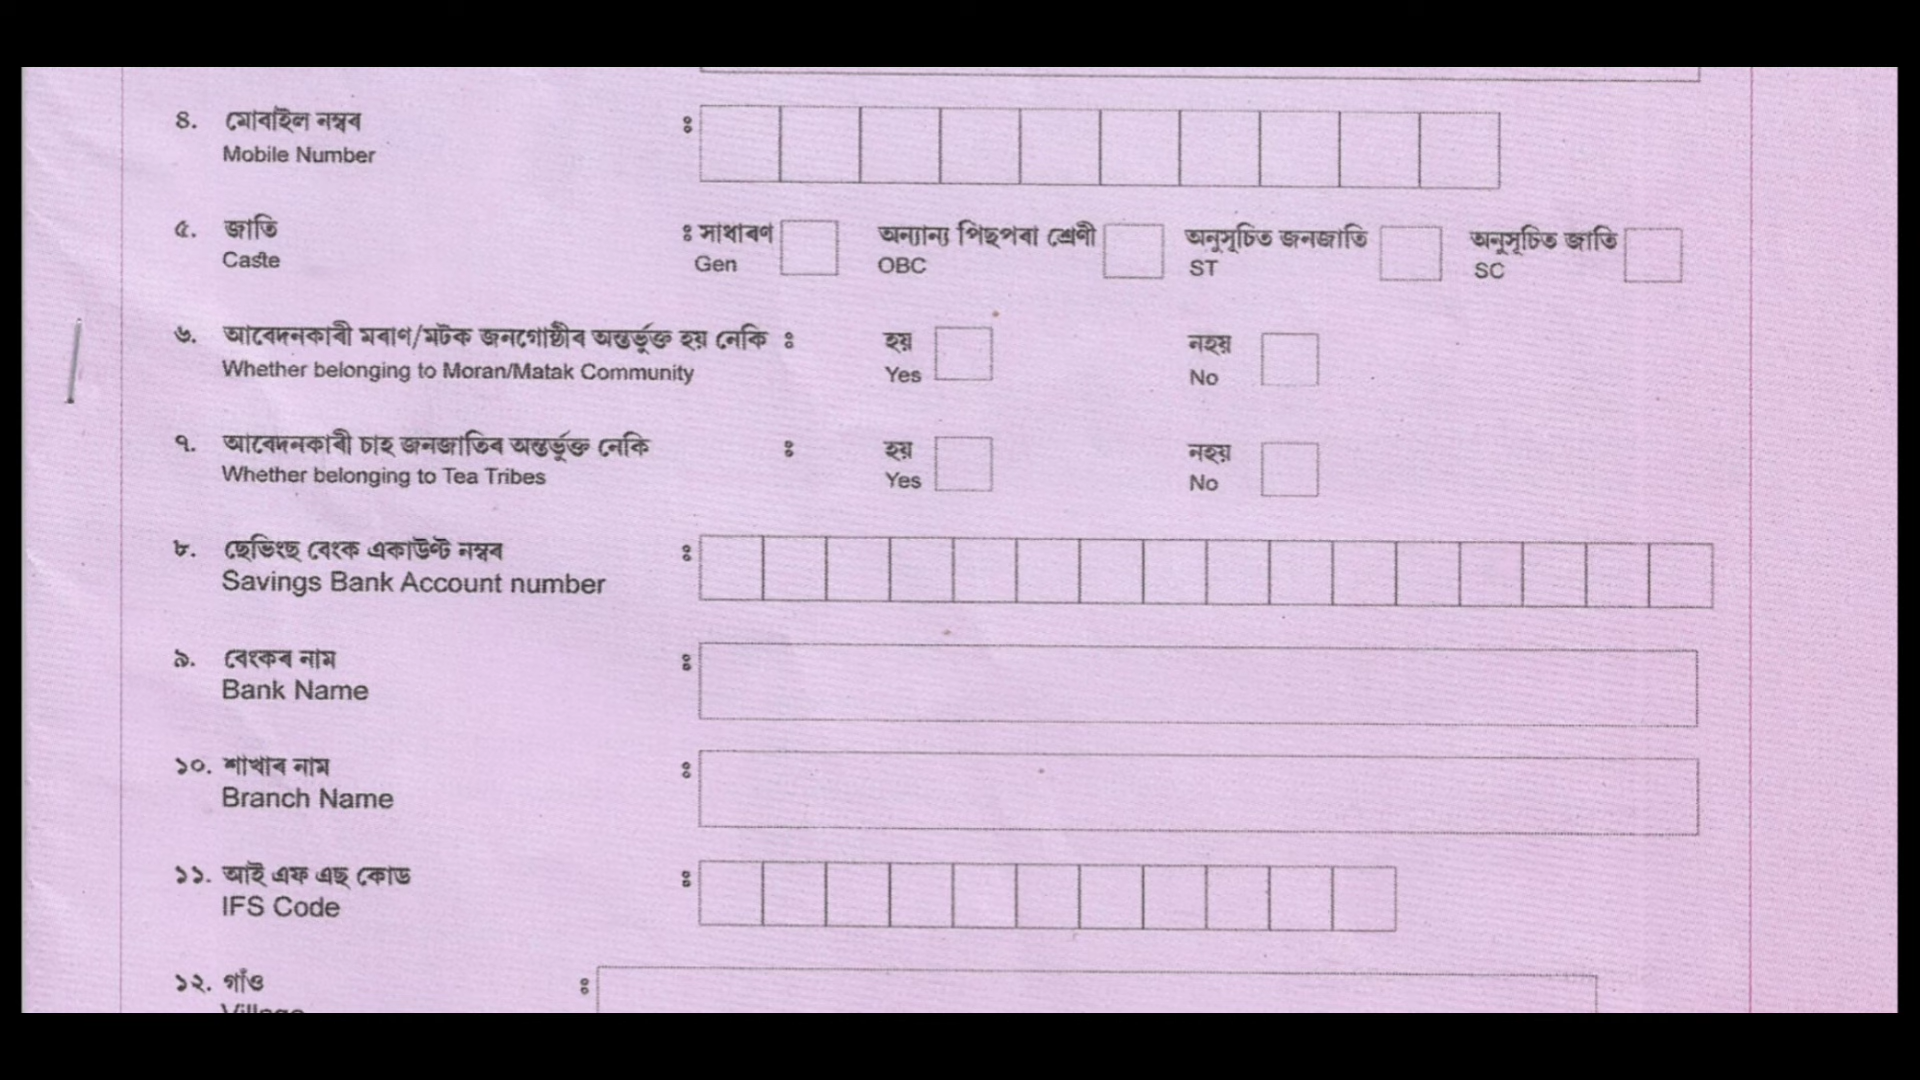 ৪. মোবাইল নম্বৰ :
Mobile Number
৫. জাতি : সাধাৰণ অন্যান্য পিছপৰা শ্ৰেণী অনুসূচিত জনজাতি অনুসূচিত জাতি
Caste Gen OBC ST SC
৬. আবেদনকাৰী মৰাণ/মটক জনগোষ্ঠীৰ অন্তৰ্ভুক্ত হয় নেকি : হয় নহয়
Whether belonging to Moran/Matak Community Yes No
৭. আবেদনকাৰী চাহ জনজাতিৰ অন্তৰ্ভুক্ত নেকি : হয় নহয়
Whether belonging to Tea Tribes Yes No
৮. ছেভিংছ বেংক একাউণ্ট নম্বৰ :
Savings Bank Account number
৯. বেংকৰ নাম :
Bank Name
১০. শাখাৰ নাম :
Branch Name
১১. আই এফ এছ কোড :
IFS Code
১২. গাঁও :
Village